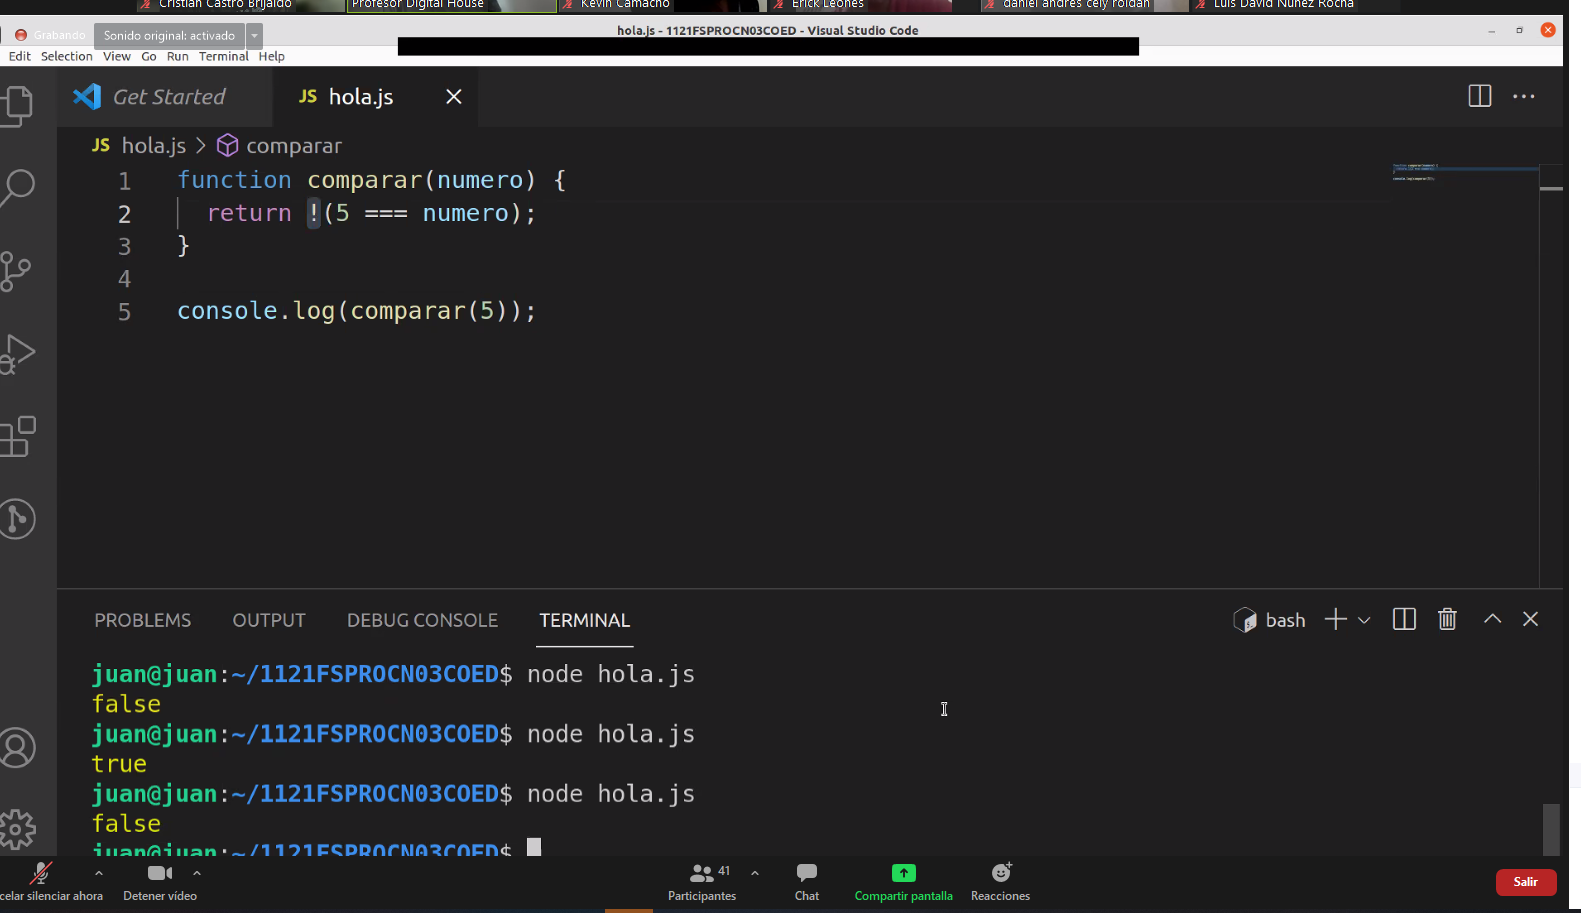 Cristian Castro Brijaldo
Profesor Digital House
Kevin Camacho
Erick Leones
daniel andres cely roldan
Luis David Nuñez Rocha
Grabando
Sonido original: activado
hola.js - 1121FSPROCN03COED - Visual Studio Code
Edit Selection View Go Run Terminal Help
Get Started
JS hola.js
JS hola.js > comparar
1 function comparar(numero) {
2   return !(5 === numero);
3 }
4
5 console.log(comparar(5));
PROBLEMS OUTPUT DEBUG CONSOLE TERMINAL
bash
juan@juan:~/1121FSPROCN03COED$ node hola.js
false
juan@juan:~/1121FSPROCN03COED$ node hola.js
true
juan@juan:~/1121FSPROCN03COED$ node hola.js
false
juan@juan:~/1121FSPROCN03COED$
celar silenciar ahora
Detener vídeo
41
Participantes
Chat
Compartir pantalla
Reacciones
Salir